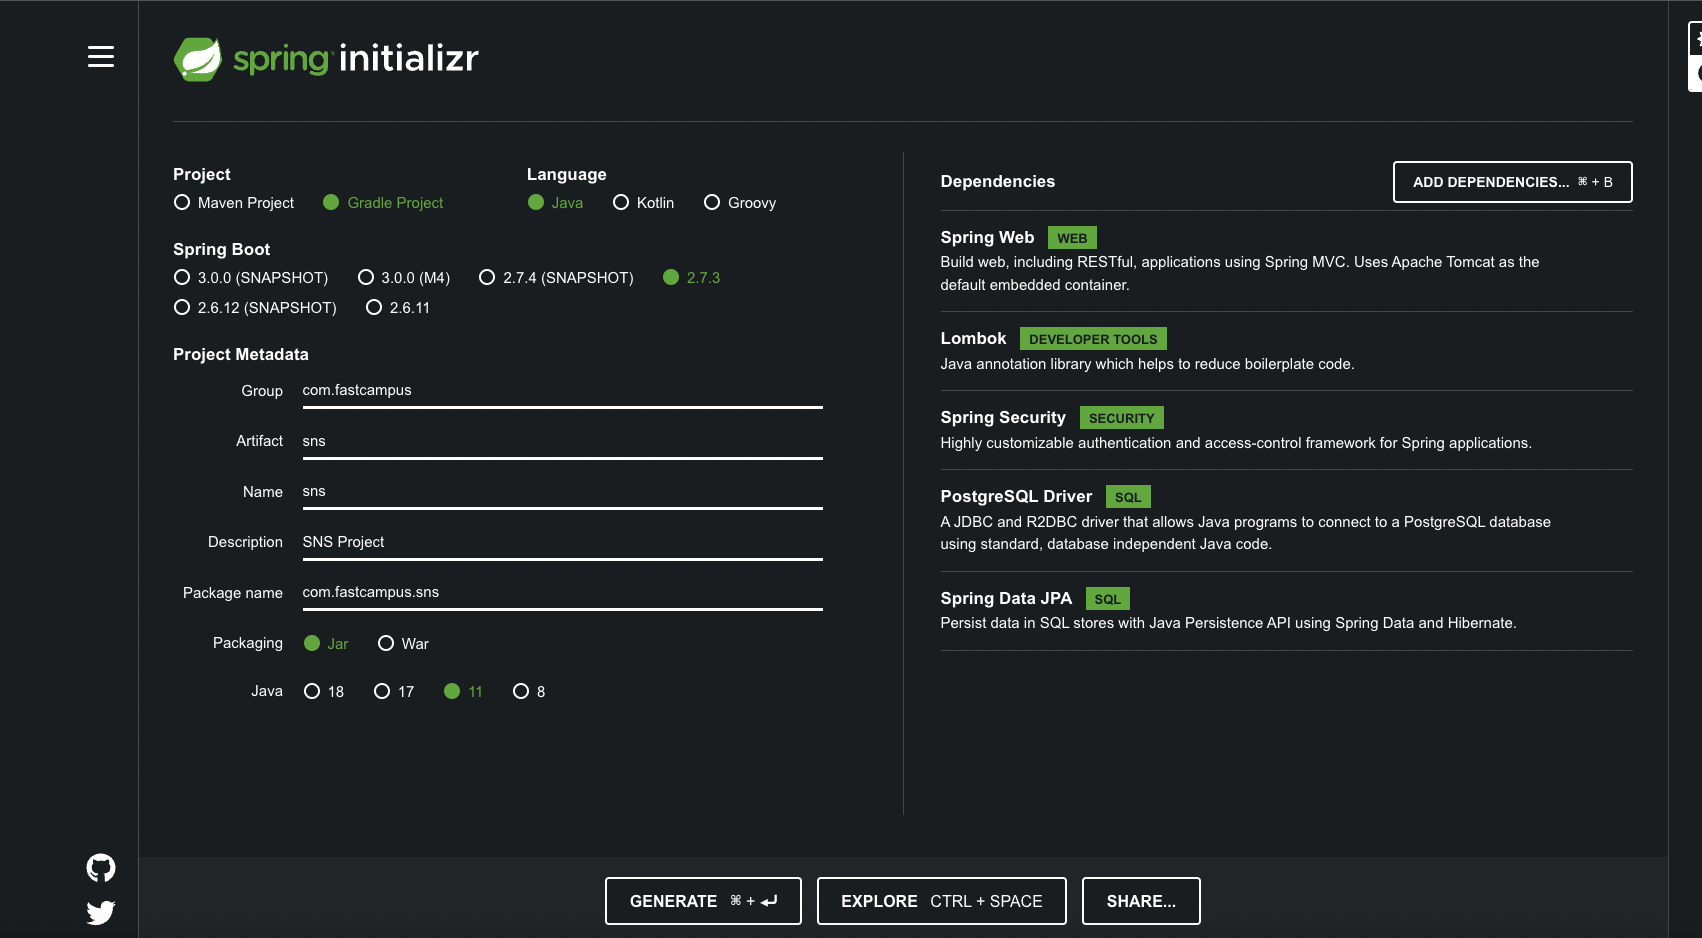 spring initializr
Project
Maven Project Gradle Project
Language
Java Kotlin Groovy
Spring Boot
3.0.0 (SNAPSHOT) 3.0.0 (M4) 2.7.4 (SNAPSHOT) 2.7.3
2.6.12 (SNAPSHOT) 2.6.11
Project Metadata
Group com.fastcampus
Artifact sns
Name sns
Description SNS Project
Package name com.fastcampus.sns
Packaging Jar War
Java 18 17 11 8
Dependencies
ADD DEPENDENCIES... ⌘ + B
Spring Web WEB
Build web, including RESTful, applications using Spring MVC. Uses Apache Tomcat as the
default embedded container.
Lombok DEVELOPER TOOLS
Java annotation library which helps to reduce boilerplate code.
Spring Security SECURITY
Highly customizable authentication and access-control framework for Spring applications.
PostgreSQL Driver SQL
A JDBC and R2DBC driver that allows Java programs to connect to a PostgreSQL database
using standard, database independent Java code.
Spring Data JPA SQL
Persist data in SQL stores with Java Persistence API using Spring Data and Hibernate.
GENERATE ⌘ + ⏎
EXPLORE CTRL + SPACE
SHARE...